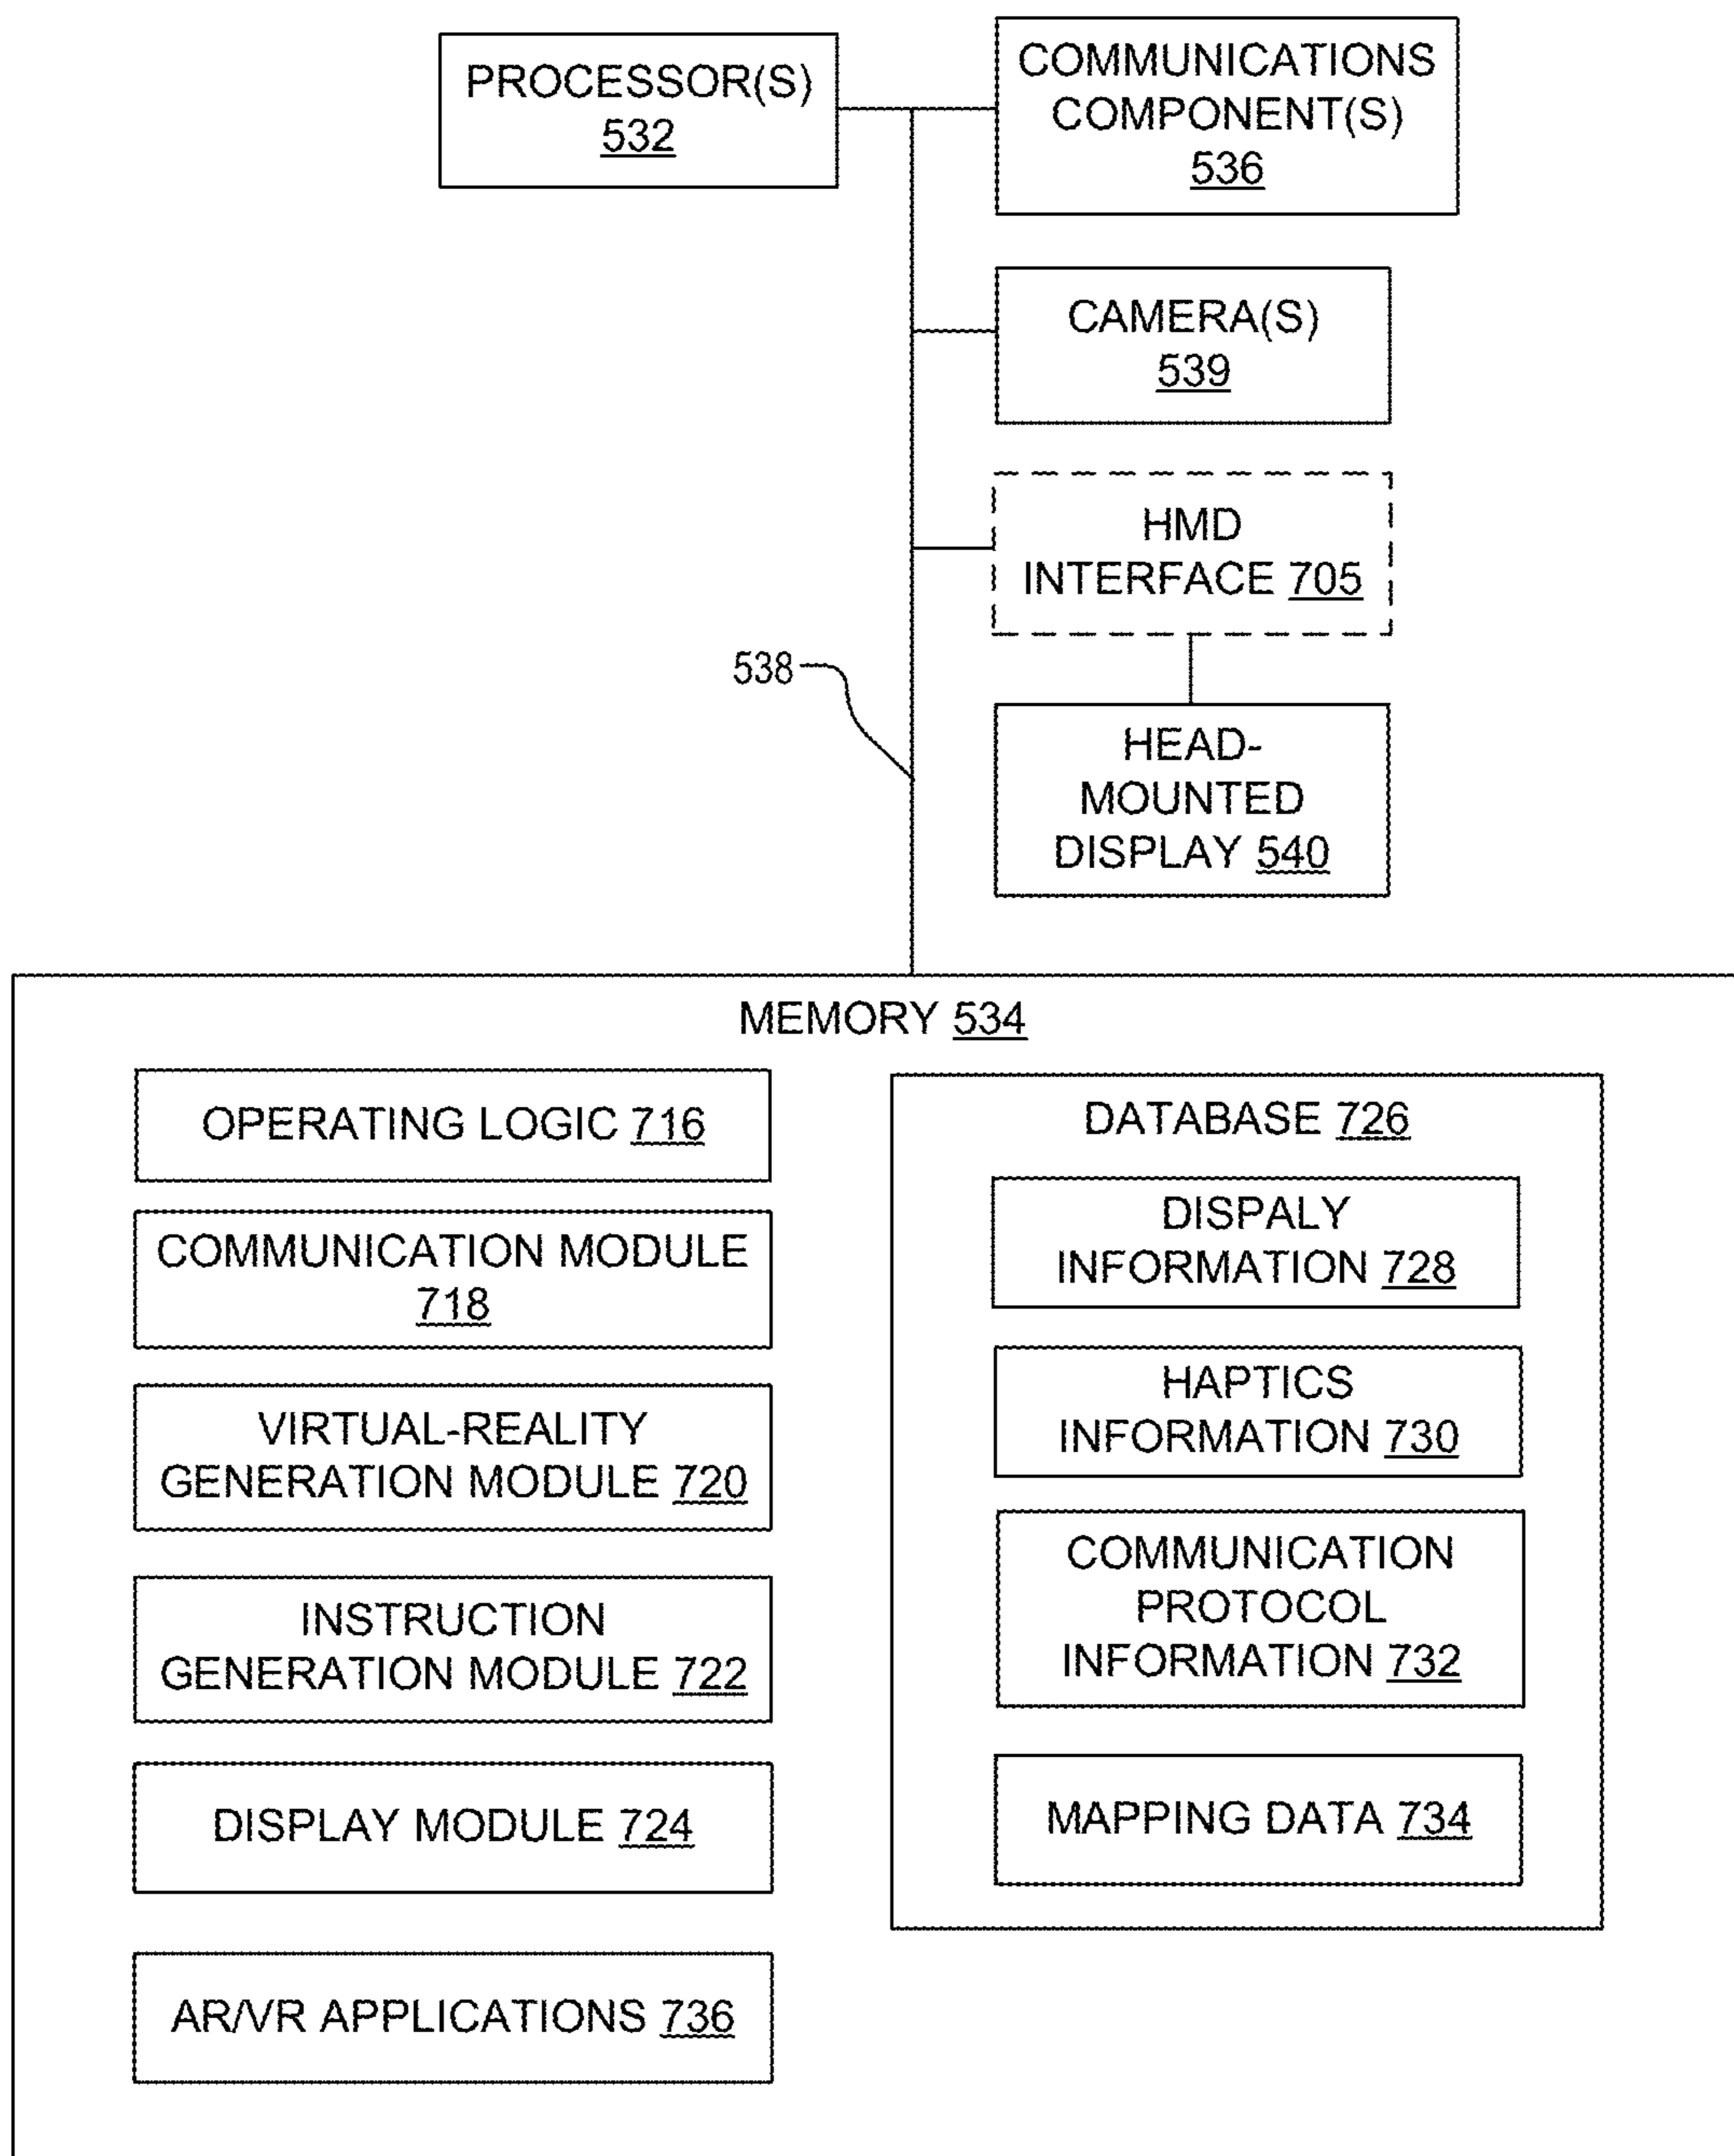 PROCESSOR(S)
532
COMMUNICATIONS
COMPONENT(S)
536
CAMERA(S)
539
HMD
INTERFACE 705
538
HEAD-
MOUNTED
DISPLAY 540
MEMORY 534
OPERATING LOGIC 716
COMMUNICATION MODULE
718
VIRTUAL-REALITY
GENERATION MODULE 720
INSTRUCTION
GENERATION MODULE 722
DISPLAY MODULE 724
AR/VR APPLICATIONS 736
DATABASE 726
DISPALY
INFORMATION 728
HAPTICS
INFORMATION 730
COMMUNICATION
PROTOCOL
INFORMATION 732
MAPPING DATA 734